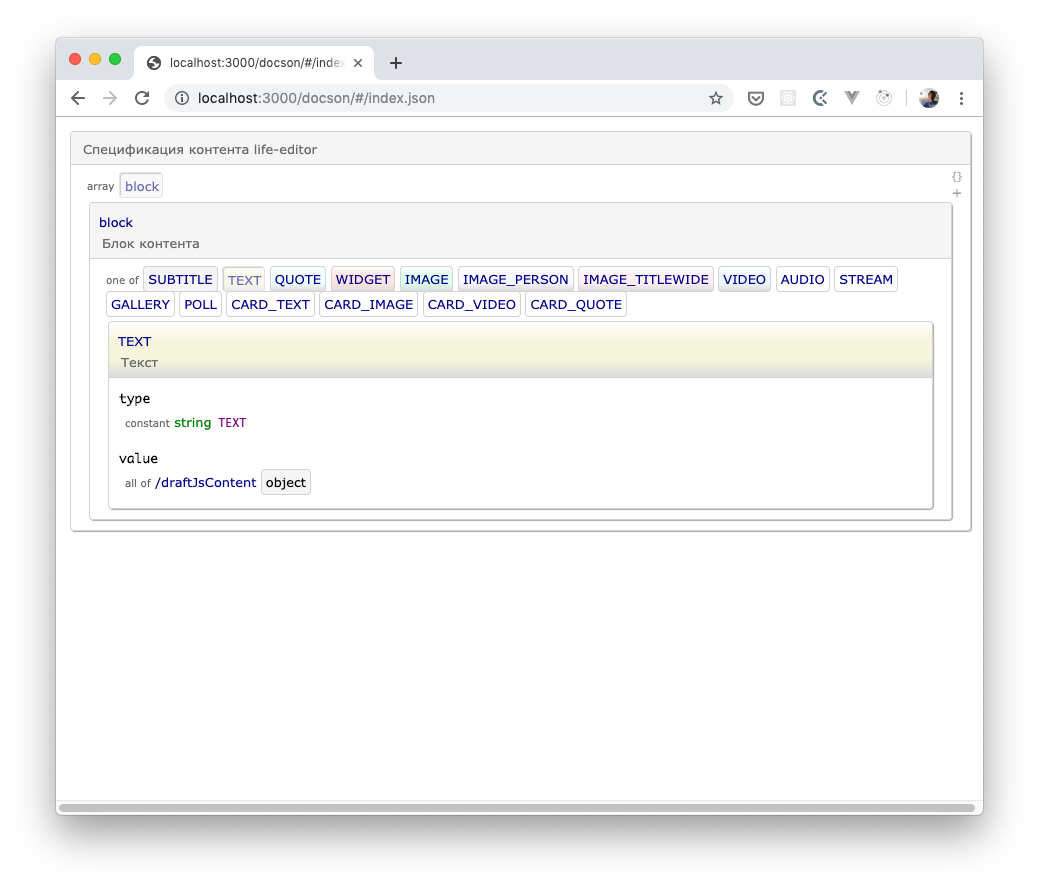 localhost:3000/docson/#/inde
localhost:3000/docson/#/index.json
Спецификация контента life-editor
array block
{}
+
block
Блок контента
one of SUBTITLE TEXT QUOTE WIDGET IMAGE IMAGE_PERSON IMAGE_TITLEWIDE VIDEO AUDIO STREAM
GALLERY POLL CARD_TEXT CARD_IMAGE CARD_VIDEO CARD_QUOTE
TEXT
Текст
type
constant string TEXT
value
all of /draftJsContent object